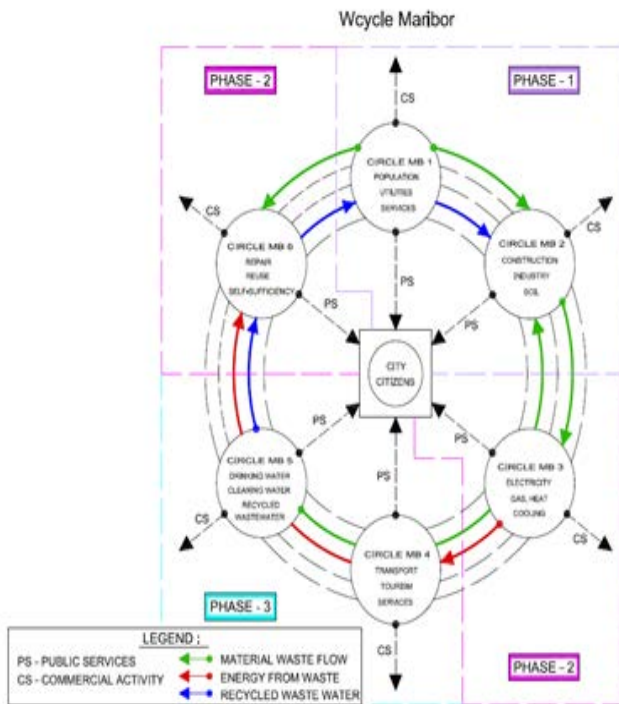 Wcycle Maribor
PHASE - 2
PHASE - 1
CS
CIRCLE MB 1
POPULATION
UTILITIES
SERVICES
CS
CS
CIRCLE MB 6
REPAIR
REUSE
SELF-SUFFICIENCY
CIRCLE MB 2
CONSTRUCTION
INDUSTRY
SOIL
PS
PS
PS
CITY
CITIZENS
PS
PS
PS
CIRCLE MB 5
DRINKING WATER
CLEARING WATER
RECYCLED
WASTEWATER
CIRCLE MB 3
ELECTRICITY
GAS, HEAT
COOLING
CS
CS
CIRCLE MB 4
TRANSPORT
TOURISM
SERVICES
CS
PHASE - 3
PHASE - 2
LEGEND :
PS - PUBLIC SERVICES
CS - COMMERCIAL ACTIVITY
MATERIAL WASTE FLOW
ENERGY FROM WASTE
RECYCLED WASTE WATER